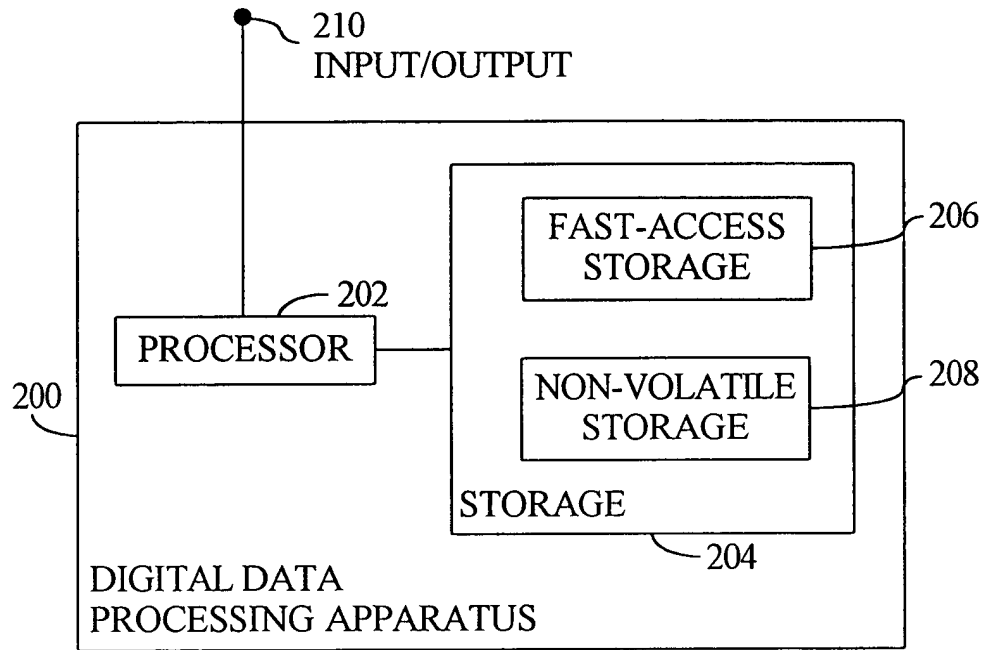 210
INPUT/OUTPUT
FAST-ACCESS
STORAGE
206
202
PROCESSOR
NON-VOLATILE
STORAGE
208
200
STORAGE
204
DIGITAL DATA
PROCESSING APPARATUS